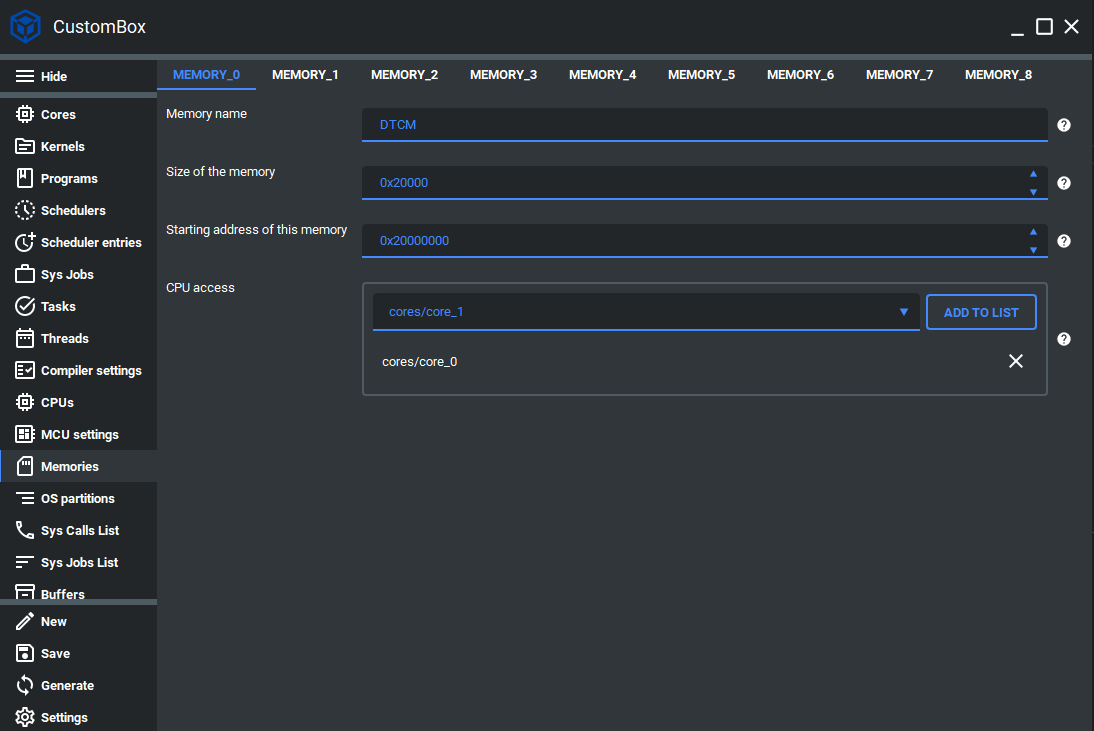 CustomBox
Hide
Cores
Kernels
Programs
Schedulers
Scheduler entries
Sys Jobs
Tasks
Threads
Compiler settings
CPUs
MCU settings
Memories
OS partitions
Sys Calls List
Sys Jobs List
Buffers
New
Save
Generate
Settings
MEMORY_0 MEMORY_1 MEMORY_2 MEMORY_3 MEMORY_4 MEMORY_5 MEMORY_6 MEMORY_7 MEMORY_8
Memory name DTCM ?
Size of the memory 0x20000 ?
Starting address of this memory 0x20000000 ?
CPU access cores/core_1 ADD TO LIST ?
cores/core_0